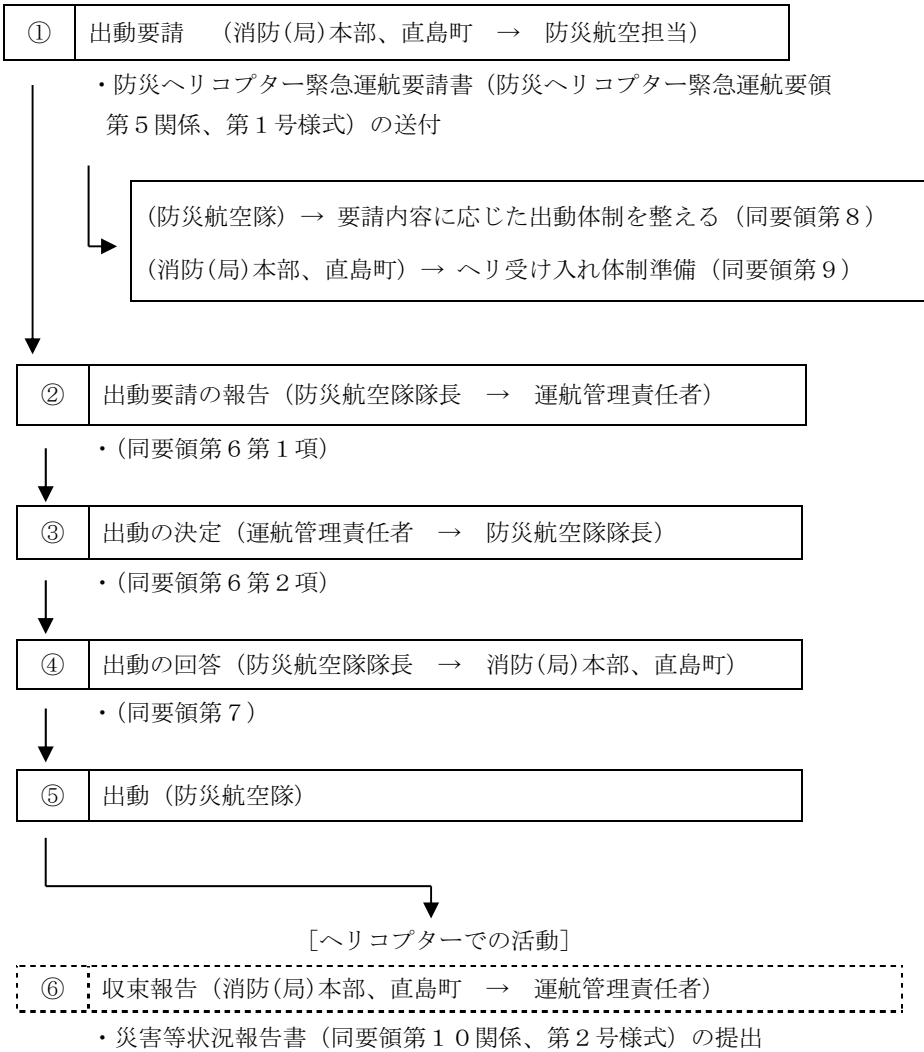 ① 出動要請　(消防(局)本部、直島町　→　防災航空担当)
・防災ヘリコプター緊急運航要請書（防災ヘリコプター緊急運航要領
第５関係、第１号様式）の送付
(防災航空隊）→ 要請内容に応じた出動体制を整える（同要領第８）
(消防(局)本部、直島町）→ ヘリ受け入れ体制準備（同要領第９）
② 出動要請の報告（防災航空隊隊長　→　運航管理責任者）
・（同要領第６第１項）
③ 出動の決定（運航管理責任者　→　防災航空隊隊長）
・（同要領第６第２項）
④ 出動の回答（防災航空隊隊長　→　消防(局)本部、直島町）
・（同要領第７）
⑤ 出動（防災航空隊）
［ヘリコプターでの活動］
⑥ 収束報告（消防(局)本部、直島町　→　運航管理責任者）
・災害等状況報告書（同要領第１０関係、第２号様式）の提出